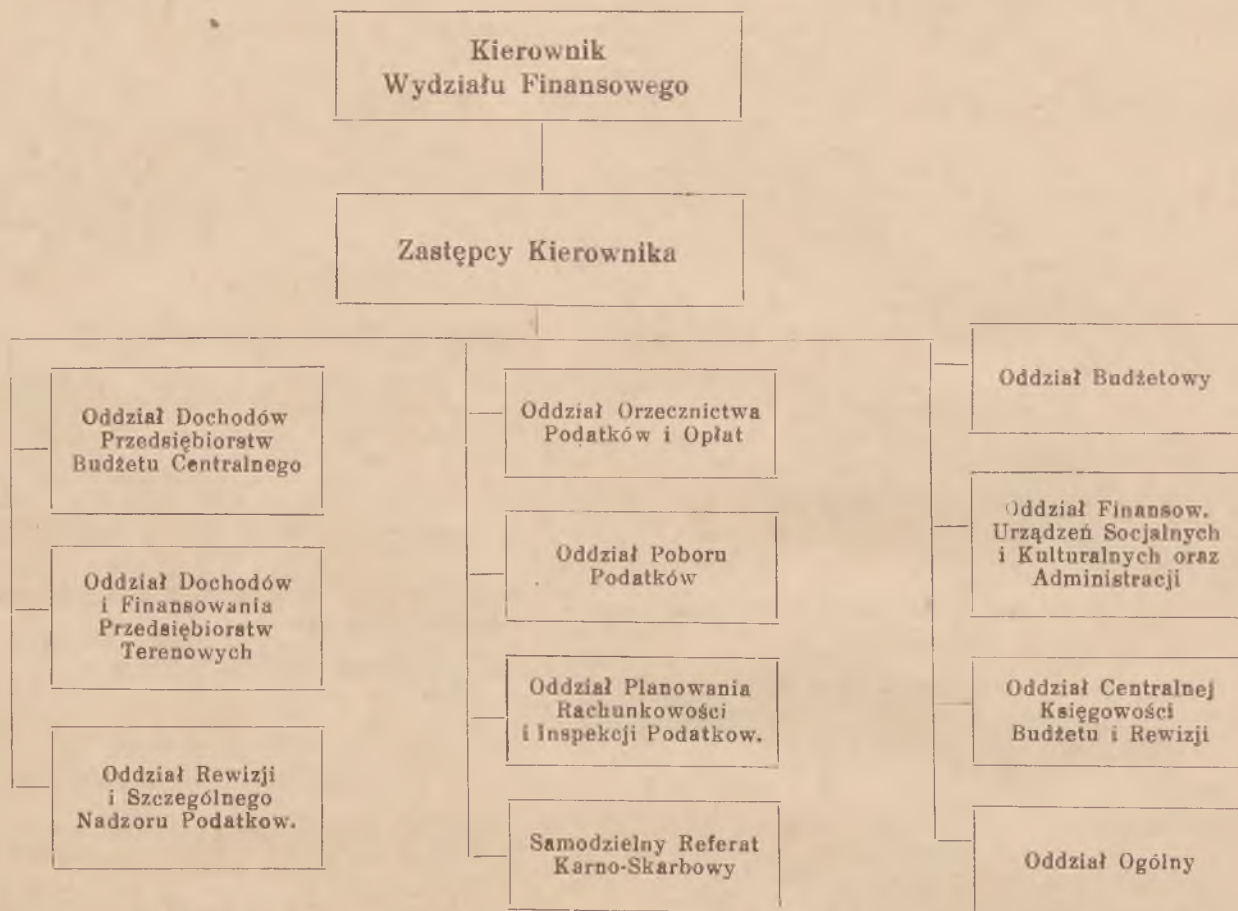 Kierownik
Wydziału Finansowego
Zastępcy Kierownika
Oddział Dochodów
Przedsiębiorstw
Budżetu Centralnego
Oddział Dochodów
i Finansowania
Przedsiębiorstw
Terenowych
Oddział Rewizji
i Szczególnego
Nadzoru Podatkow.
Oddział Orzecznictwa
Podatków i Opłat
Oddział Poboru
Podatków
Oddział Planowania
Rachunkowości
i Inspekcji Podatkow.
Samodzielny Referat
Karno-Skarbowy
Oddział Budżetowy
Oddział Finansow.
Urządzeń Socjalnych
i Kulturalnych oraz
Administracji
Oddział Centralnej
Księgowości
Budżetu i Rewizji
Oddział Ogólny